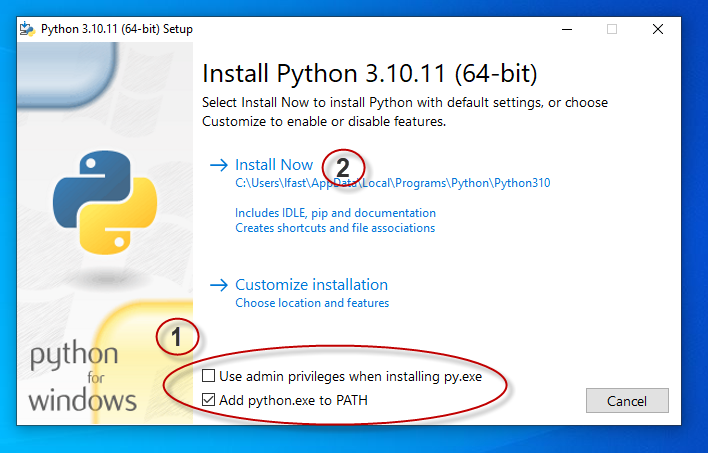 Python 3.10.11 (64-bit) Setup
Install Python 3.10.11 (64-bit)
Select Install Now to install Python with default settings, or choose
Customize to enable or disable features.
Install Now
2
C:\Users\lfast\AppData\Local\Programs\Python\Python310
Includes IDLE, pip and documentation
Creates shortcuts and file associations
Customize installation
Choose location and features
1
python
for
windows
Use admin privileges when installing py.exe
Add python.exe to PATH
Cancel